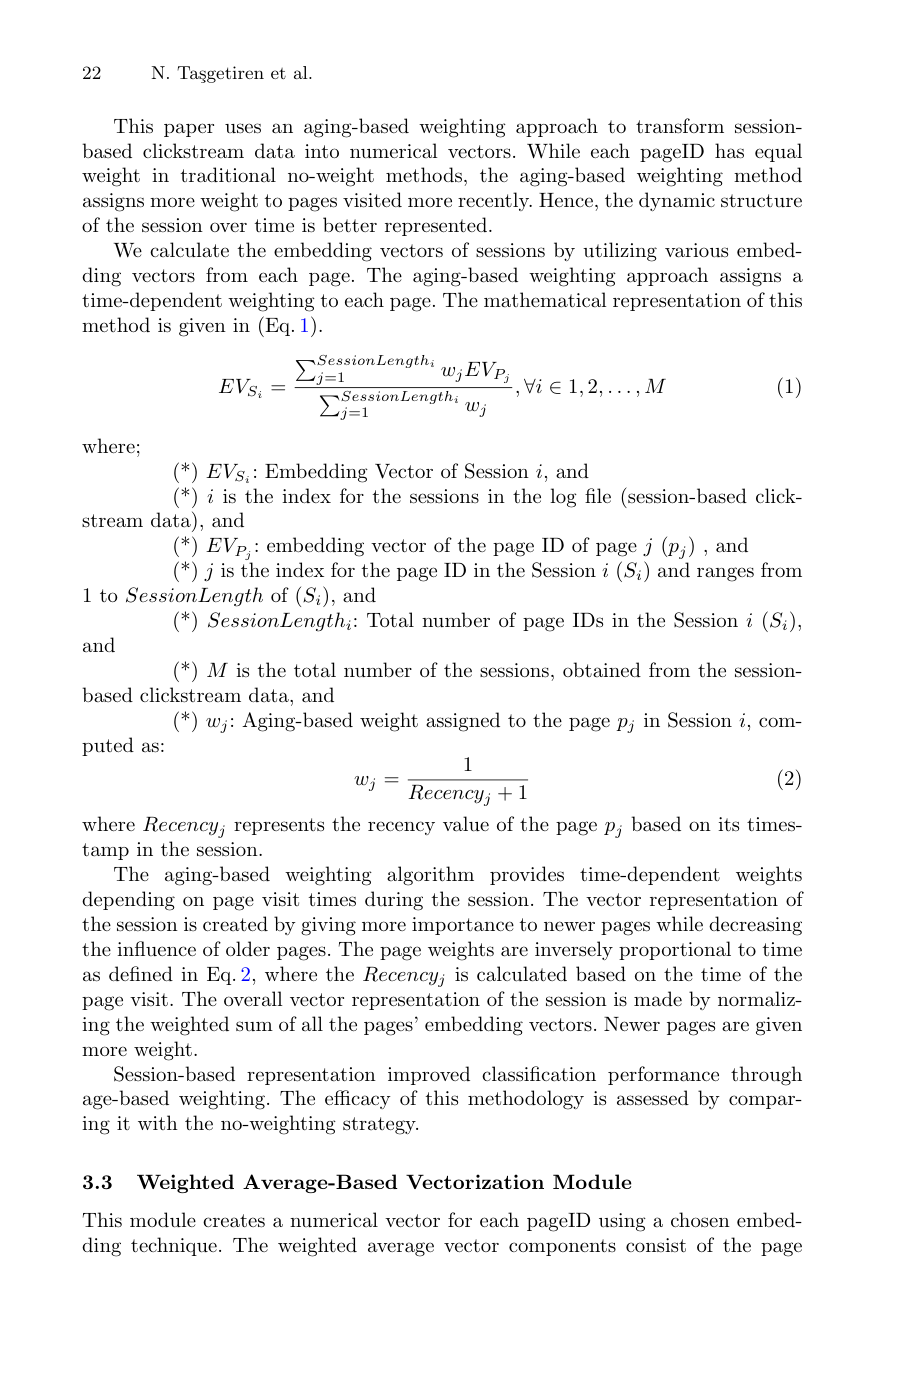 22 N. Taşgetiren et al.
This paper uses an aging-based weighting approach to transform session-
based clickstream data into numerical vectors. While each pageID has equal
weight in traditional no-weight methods, the aging-based weighting method
assigns more weight to pages visited more recently. Hence, the dynamic structure
of the session over time is better represented.
We calculate the embedding vectors of sessions by utilizing various embed-
ding vectors from each page. The aging-based weighting approach assigns a
time-dependent weighting to each page. The mathematical representation of this
method is given in (Eq. 1).
$EV_{S_i} = \frac{\sum_{j=1}^{SessionLength_i} w_j EV_{P_j}}{\sum_{j=1}^{SessionLength_i} w_j}, \forall i \in 1, 2, \ldots, M$ (1)
where;
(*) $EV_{S_i}$: Embedding Vector of Session $i$, and
(*) $i$ is the index for the sessions in the log file (session-based click-
stream data), and
(*) $EV_{P_j}$: embedding vector of the page ID of page $j$ ($p_j$) , and
(*) $j$ is the index for the page ID in the Session $i$ ($S_i$) and ranges from
1 to $SessionLength$ of ($S_i$), and
(*) $SessionLength_i$: Total number of page IDs in the Session $i$ ($S_i$),
and
(*) $M$ is the total number of the sessions, obtained from the session-
based clickstream data, and
(*) $w_j$: Aging-based weight assigned to the page $p_j$ in Session $i$, com-
puted as:
$w_j = \frac{1}{Recency_j + 1}$ (2)
where $Recency_j$ represents the recency value of the page $p_j$ based on its times-
tamp in the session.
The aging-based weighting algorithm provides time-dependent weights
depending on page visit times during the session. The vector representation of
the session is created by giving more importance to newer pages while decreasing
the influence of older pages. The page weights are inversely proportional to time
as defined in Eq. 2, where the $Recency_j$ is calculated based on the time of the
page visit. The overall vector representation of the session is made by normaliz-
ing the weighted sum of all the pages' embedding vectors. Newer pages are given
more weight.
Session-based representation improved classification performance through
age-based weighting. The efficacy of this methodology is assessed by compar-
ing it with the no-weighting strategy.
3.3 Weighted Average-Based Vectorization Module
This module creates a numerical vector for each pageID using a chosen embed-
ding technique. The weighted average vector components consist of the page